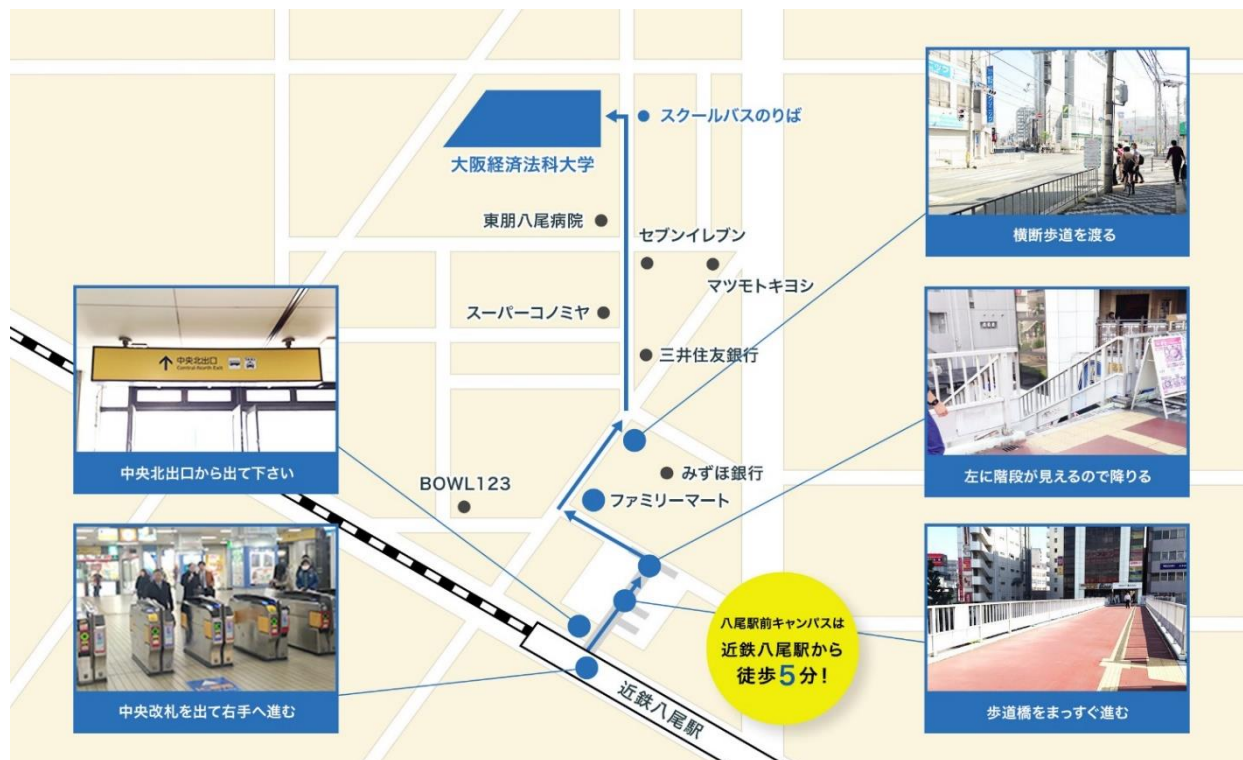 スクールバスのりば
大阪経済法科大学
東朋八尾病院
セブンイレブン
マツモトキヨシ
スーパーコノミヤ
三井住友銀行
みずほ銀行
BOWL123
ファミリーマート
近鉄八尾駅
八尾駅前キャンパスは
近鉄八尾駅から
徒歩5分!
中央北出口
Central North Exit
TAXI
中央北出口から出て下さい
中央改札を出て右手へ進む
横断歩道を渡る
左に階段が見えるので降りる
歩道橋をまっすぐ進む